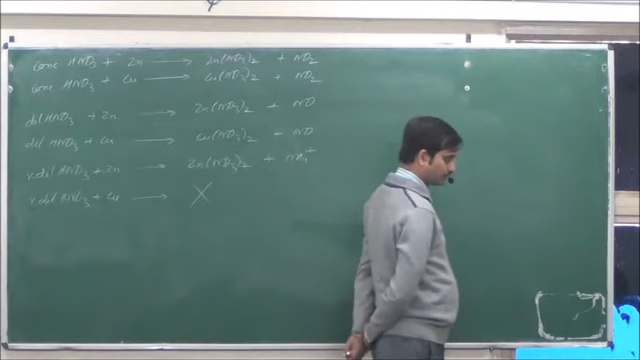 conc HNO3 + Zn → Zn(NO3)2 + NO2
conc HNO3 + Cu → Cu(NO3)2 + NO2
dil HNO3 + Zn → Zn(NO3)2 + NO
dil HNO3 + Cu → Cu(NO3)2 + NO
v.dil HNO3 + Zn → Zn(NO3)2 + NH4+
v.dil HNO3 + Cu → X